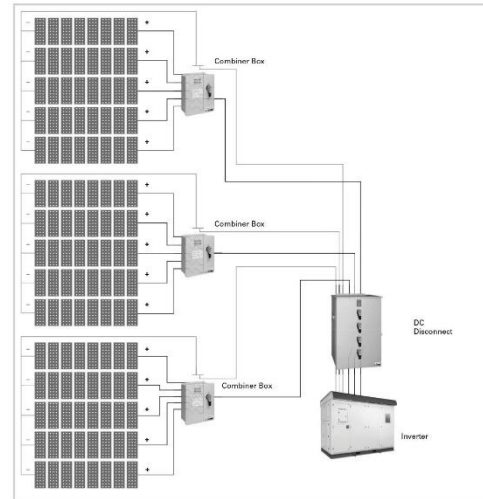 − +
− +
− +
− +
− +
Combiner Box
− +
− +
− +
− +
− +
Combiner Box
− +
− +
− +
− +
− +
Combiner Box
DC
Disconnect
Inverter